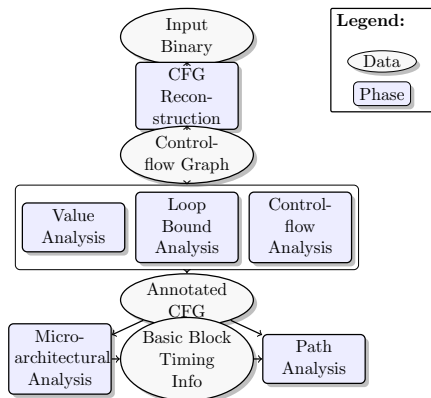 Input
Binary
Legend:
Data
Phase
CFG
Recon-
struction
Control-
flow Graph
Value
Analysis
Loop
Bound
Analysis
Control-
flow
Analysis
Annotated
CFG
Micro-
architectural
Analysis
Basic Block
Timing
Info
Path
Analysis